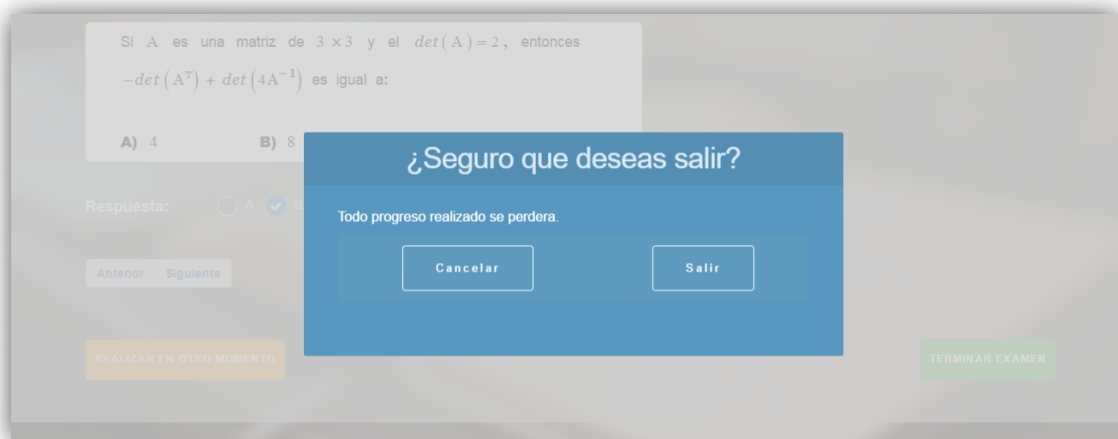 Si A es una matriz de 3 × 3 y el det(A) = 2, entonces
−det(Aᵀ) + det(4A⁻¹) es igual a:
A) 4 B) 8
¿Seguro que deseas salir?
Respuesta: A B
Todo progreso realizado se perdera.
Cancelar Salir
Anterior Siguiente
REALIZAR EN OTRO MOMENTO TERMINAR EXAMEN